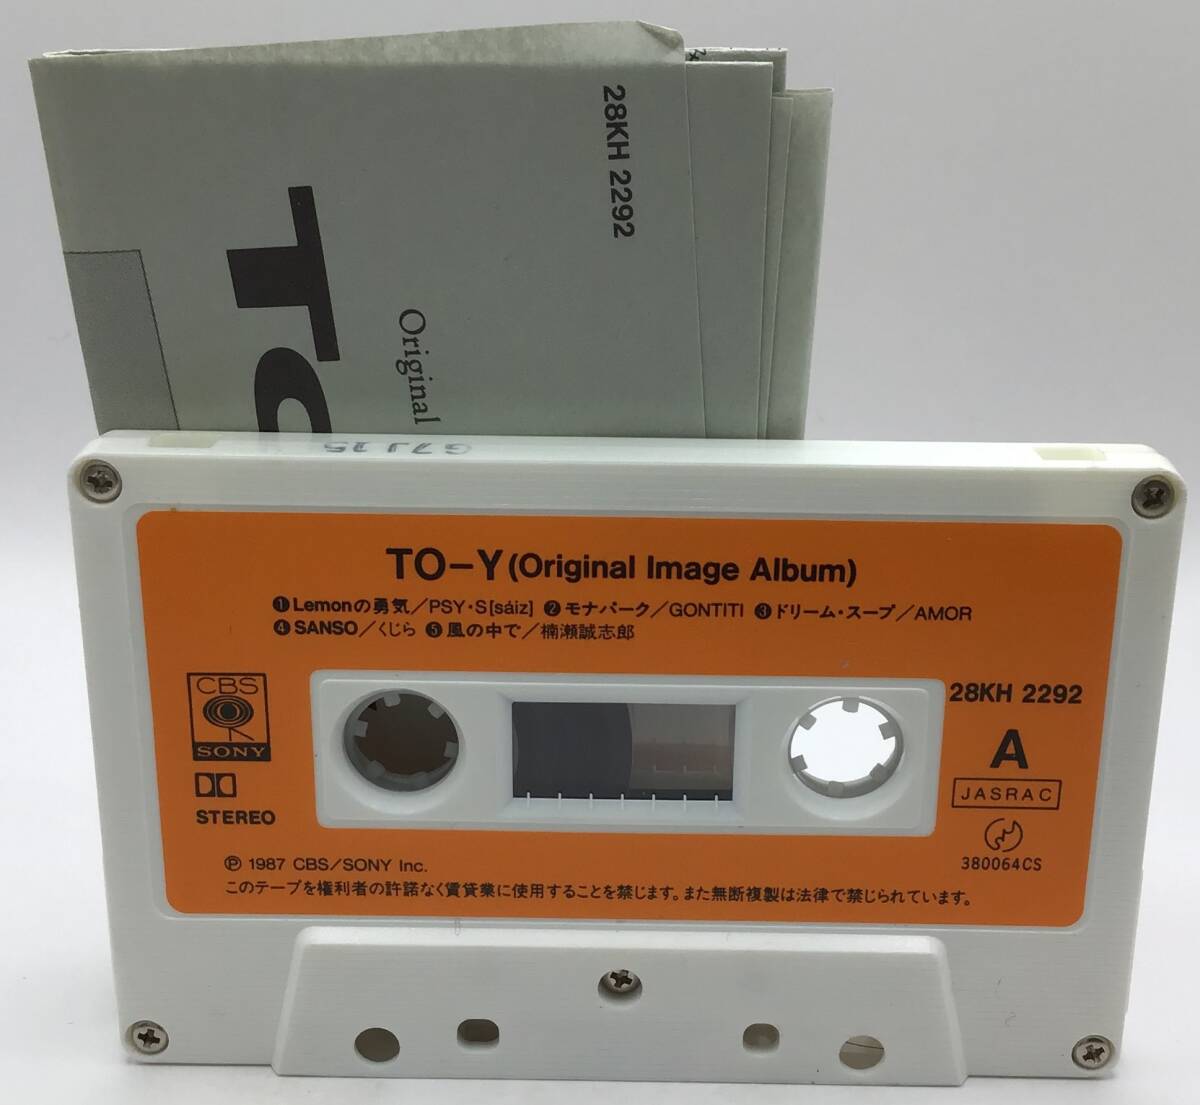 28KH 2292
TO
Original
G7J15
TO-Y (Original Image Album)
❶Lemonの勇気/PSY・S[sáiz] ❷モナパーク/GONTITI ❸ドリーム・スープ/AMOR
❹SANSO/くじら ❺風の中で/楠瀬誠志郎
CBS
SONY
STEREO
28KH 2292
A
JASRAC
380064CS
Ⓟ 1987 CBS/SONY Inc.
このテープを権利者の許諾なく賃貸業に使用することを禁じます。また無断複製は法律で禁じられています。